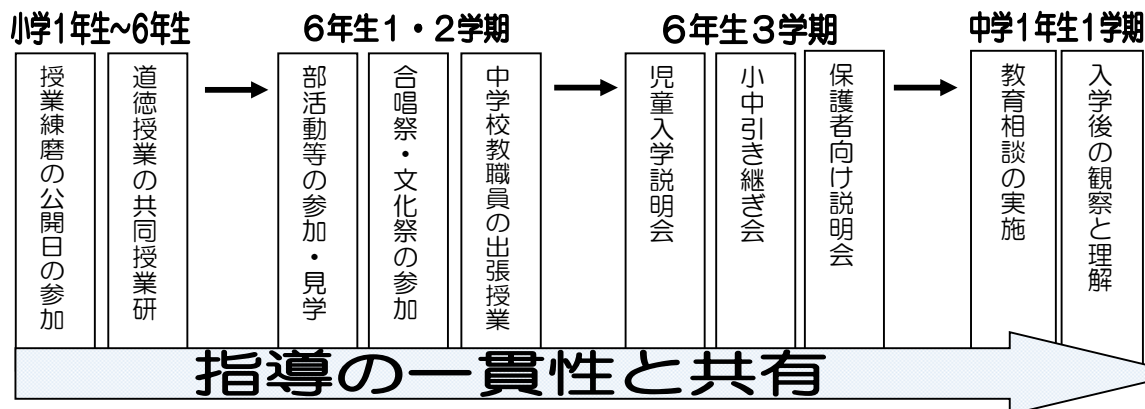 小学1年生～6年生
授業練磨の公開日の参加
道徳授業の共同授業研
6年生1・2学期
部活動等の参加・見学
合唱祭・文化祭の参加
中学校教職員の出張授業
6年生3学期
児童入学説明会
小中引き継ぎ会
保護者向け説明会
中学1年生1学期
教育相談の実施
入学後の観察と理解
指導の一貫性と共有